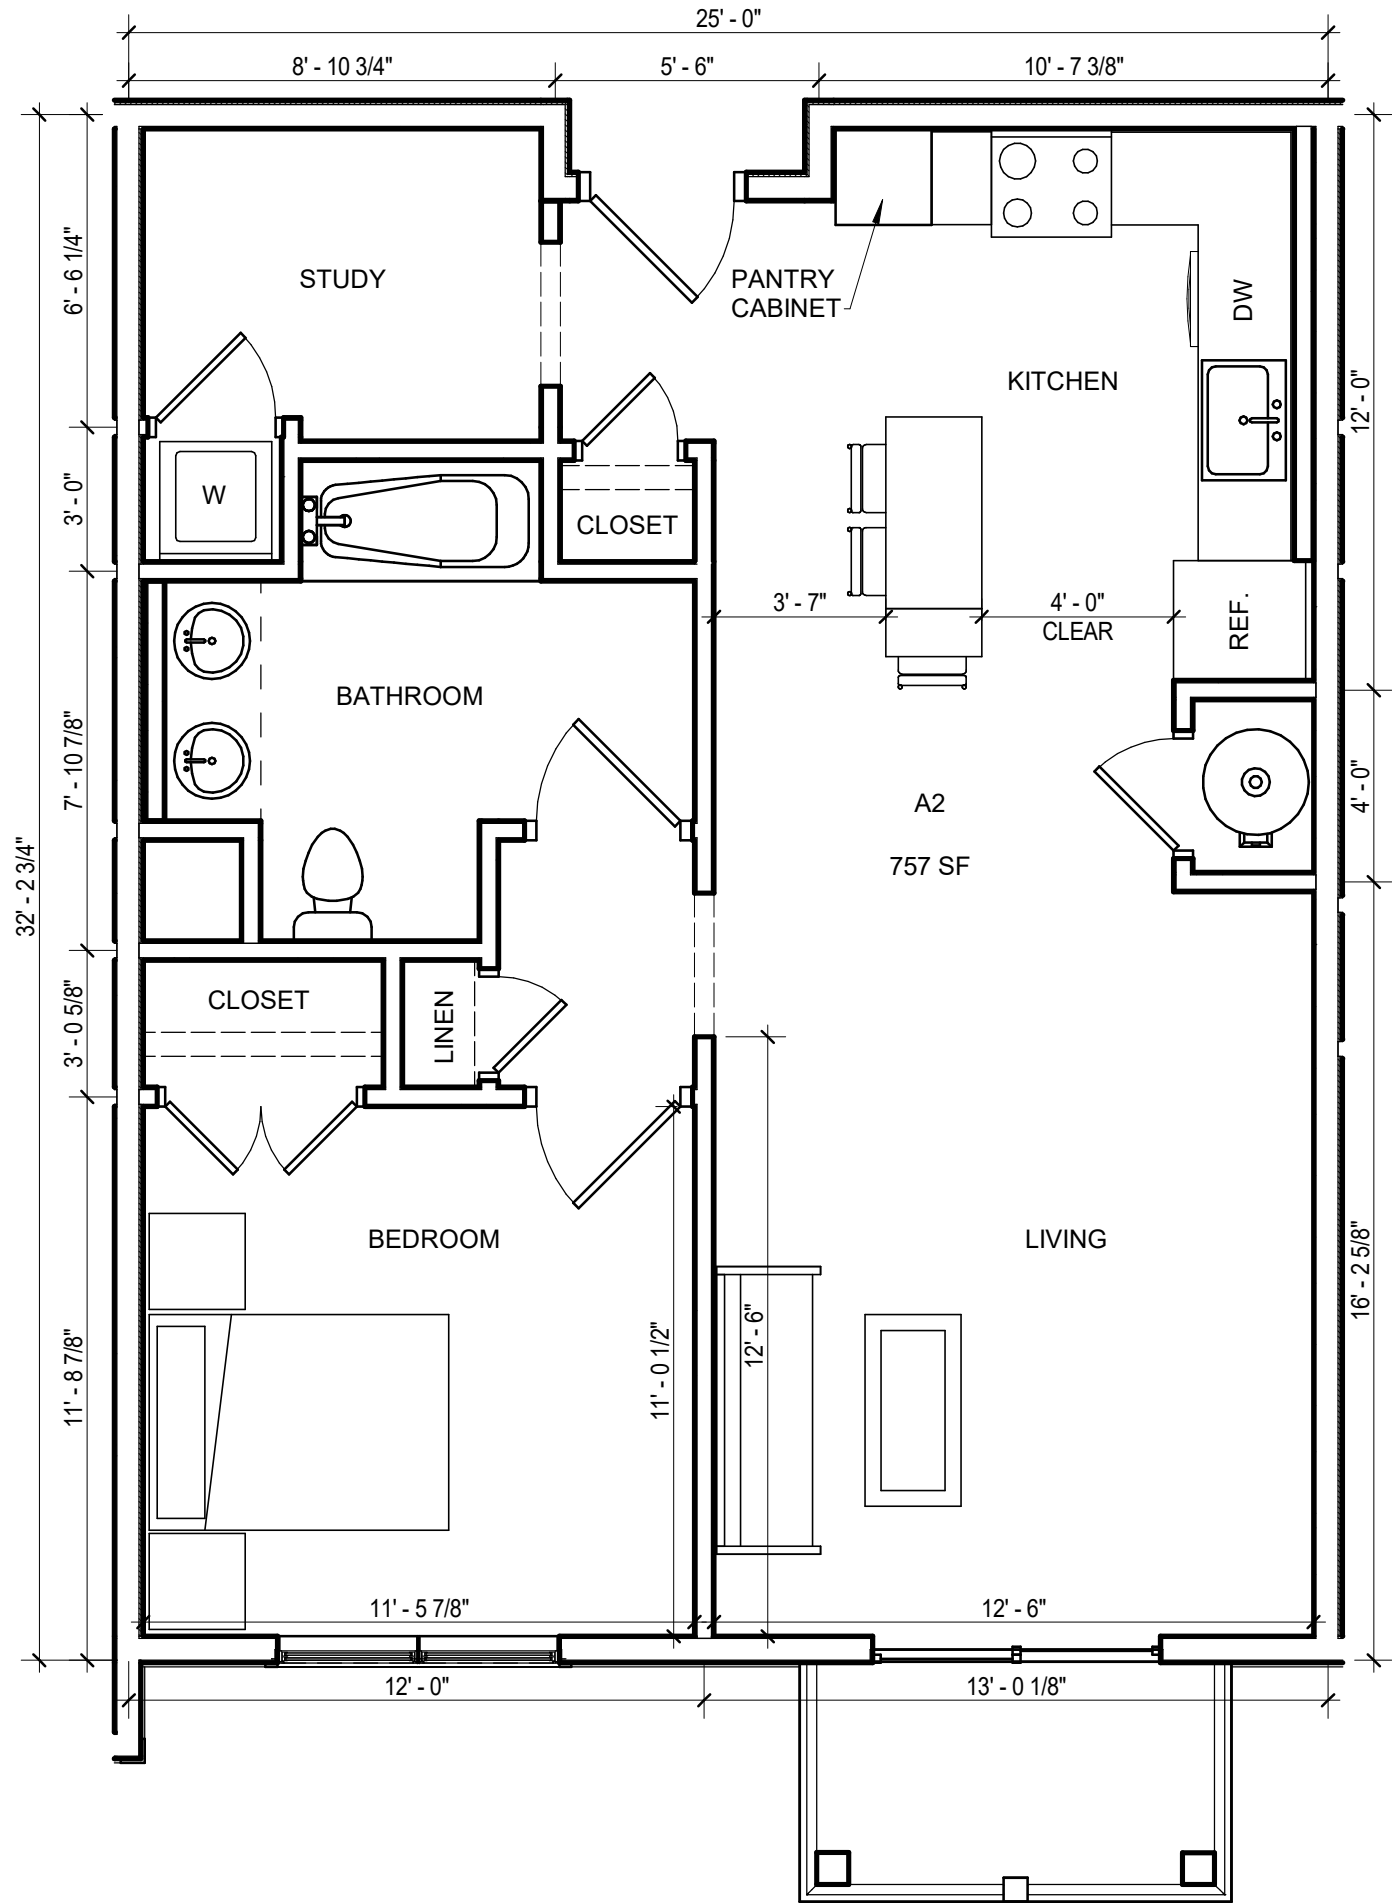 25' - 0"
8' - 10 3/4"
5' - 6"
10' - 7 3/8"
6' - 6 1/4"
STUDY
PANTRY
CABINET
DW
KITCHEN
12' - 0"
3' - 0"
W
CLOSET
3' - 7"
4' - 0"
CLEAR
REF.
BATHROOM
7' - 10 7/8"
32' - 2 3/4"
A2
757 SF
4' - 0"
CLOSET
LINEN
3' - 0 5/8"
BEDROOM
LIVING
16' - 2 5/8"
11' - 8 7/8"
11' - 0 1/2"
12' - 6"
11' - 5 7/8"
12' - 6"
12' - 0"
13' - 0 1/8"